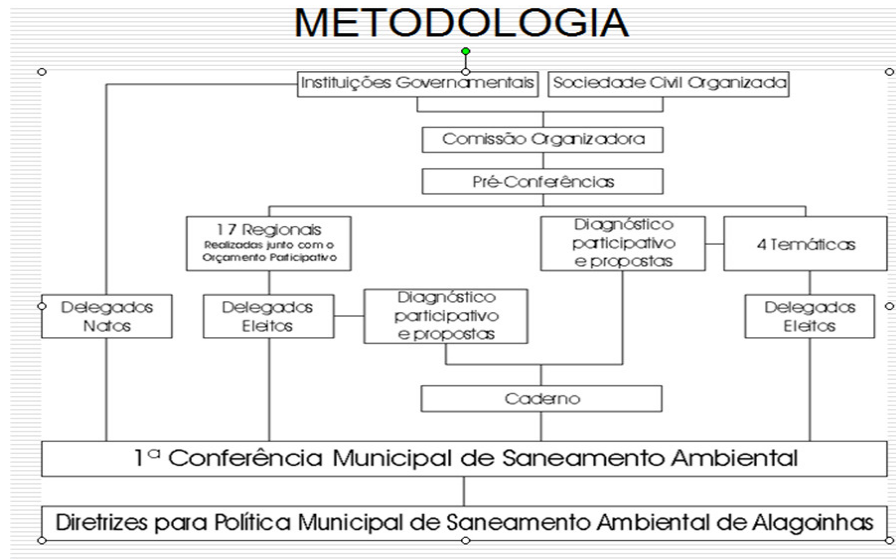 METODOLOGIA
Instituições Governamentais
Sociedade Civil Organizada
Comissão Organizadora
Pré-Conferências
17 Regionais
Realizadas junto com o
Orçamento Participativo
Diagnóstico
participativo
e propostas
4 Temáticas
Delegados
Natos
Delegados
Eleitos
Diagnóstico
participativo
e propostas
Delegados
Eleitos
Caderno
1ª Conferência Municipal de Saneamento Ambiental
Diretrizes para Política Municipal de Saneamento Ambiental de Alagoinhas